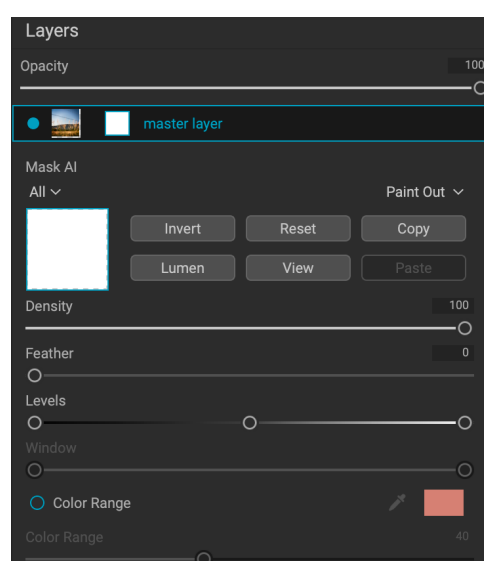 Layers
Opacity 100
master layer
Mask AI
All Paint Out
Invert Reset Copy
Lumen View Paste
Density 100
Feather 0
Levels
Window
Color Range
Color Range 40